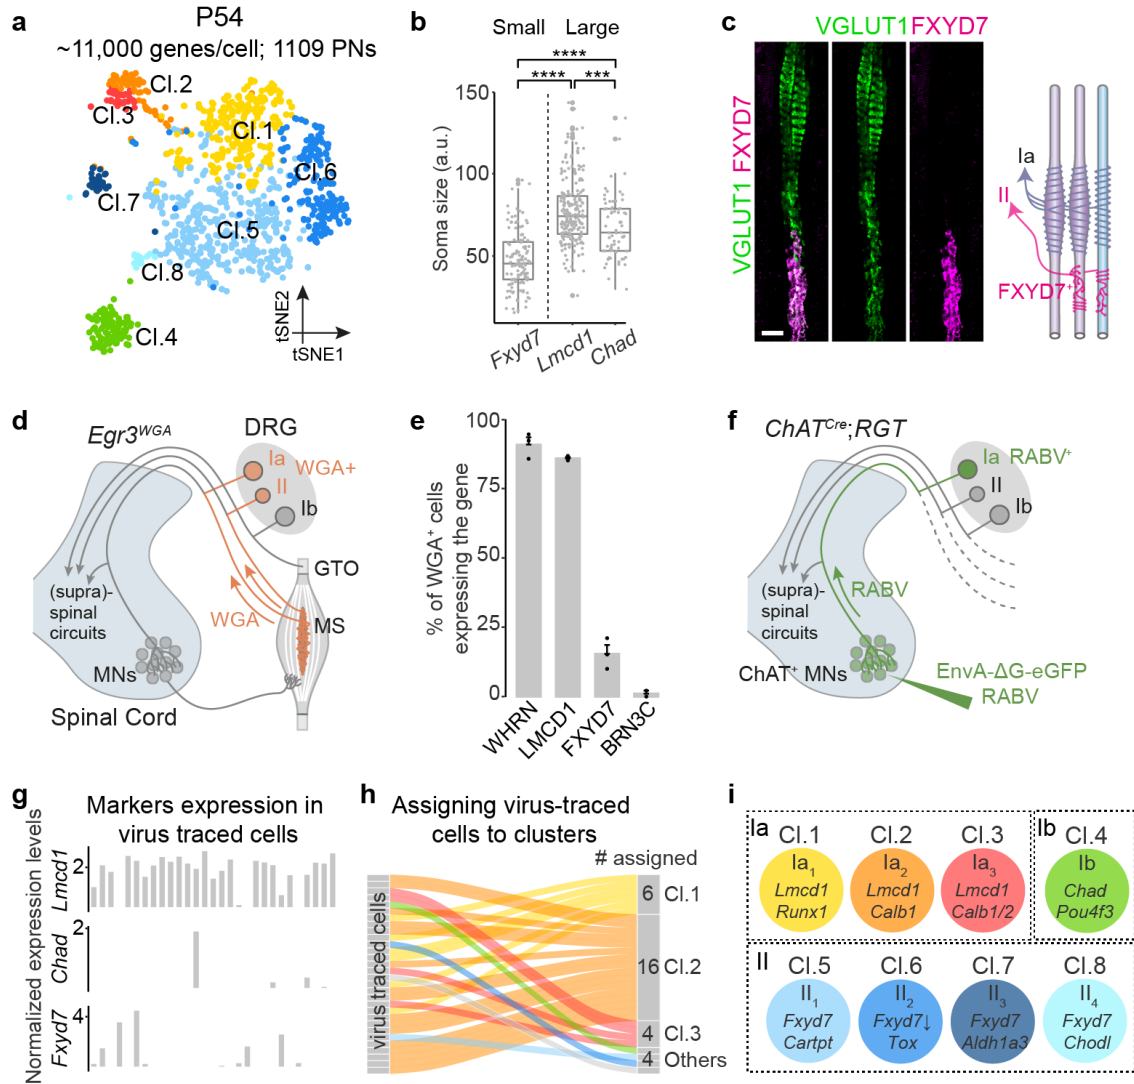 a
P54
~11,000 genes/cell; 1109 PNs
Cl.2
Cl.3
Cl.1
Cl.6
Cl.7
Cl.5
Cl.8
Cl.4
tSNE2
tSNE1
b
Small Large
****
**** ***
Soma size (a.u.)
150
100
50
Fxyd7
Lmcd1
Chad
c
VGLUT1FXYD7
VGLUT1 FXYD7
Ia
II
FXYD7+
d
Egr3WGA
DRG
Ia
WGA+
II
Ib
GTO
(supra)-
spinal
circuits
WGA
MS
MNs
Spinal Cord
e
% of WGA+ cells
expressing the gene
100
75
50
25
0
WHRN
LMCD1
FXYD7
BRN3C
f
ChATCre;RGT
Ia RABV+
II
Ib
(supra)-
spinal
circuits
RABV
ChAT+ MNs
EnvA-ΔG-eGFP
RABV
g
Markers expression in
virus traced cells
Normalized expression levels
Lmcd1
2
Chad
2
Fxyd7
4
h
Assigning virus-traced
cells to clusters
# assigned
virus traced cells
6 Cl.1
16 Cl.2
4 Cl.3
4 Others
i
Ia
Cl.1
Cl.2
Cl.3
Ib
Cl.4
Ia1
Lmcd1
Runx1
Ia2
Lmcd1
Calb1
Ia3
Lmcd1
Calb1/2
Ib
Chad
Pou4f3
II
Cl.5
Cl.6
Cl.7
Cl.8
II1
Fxyd7
Cartpt
II2
Fxyd7↓
Tox
II3
Fxyd7
Aldh1a3
II4
Fxyd7
Chodl